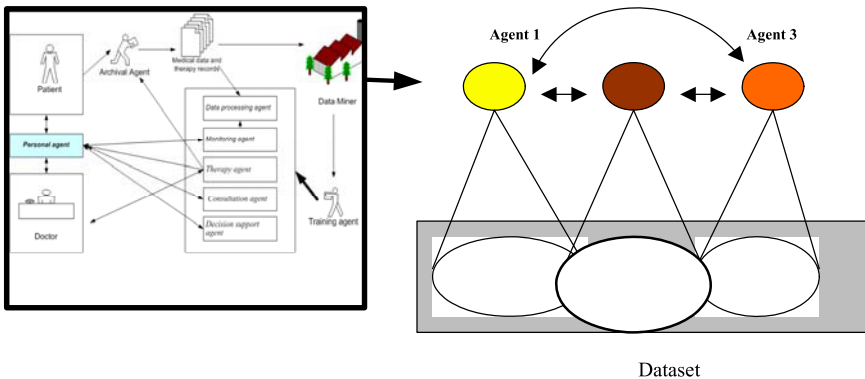 Medical data and
therapy records
Patient
Archival Agent
Data Miner
Data processing agent
Monitoring agent
Personal agent
Therapy agent
Consultation agent
Decision support
agent
Training agent
Doctor
Agent 1
Agent 3
Dataset